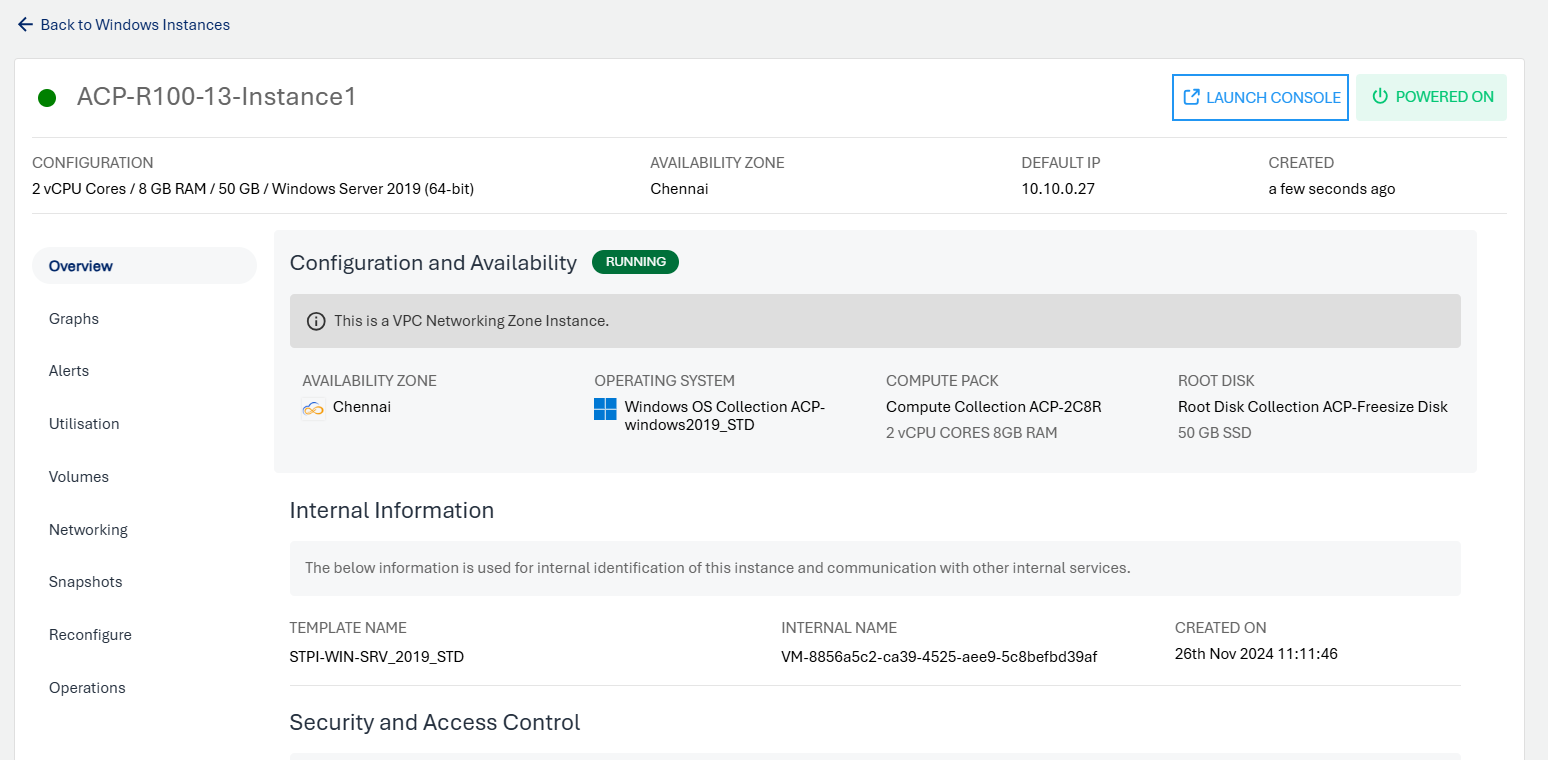 Back to Windows Instances
ACP-R100-13-Instance1
LAUNCH CONSOLE
POWERED ON
CONFIGURATION
2 vCPU Cores / 8 GB RAM / 50 GB / Windows Server 2019 (64-bit)
AVAILABILITY ZONE
Chennai
DEFAULT IP
10.10.0.27
CREATED
a few seconds ago
Overview
Graphs
Alerts
Utilisation
Volumes
Networking
Snapshots
Reconfigure
Operations
Configuration and Availability
RUNNING
This is a VPC Networking Zone Instance.
AVAILABILITY ZONE
Chennai
OPERATING SYSTEM
Windows OS Collection ACP-
windows2019_STD
COMPUTE PACK
Compute Collection ACP-2C8R
2 vCPU CORES 8GB RAM
ROOT DISK
Root Disk Collection ACP-Freesize Disk
50 GB SSD
Internal Information
The below information is used for internal identification of this instance and communication with other internal services.
TEMPLATE NAME
STPI-WIN-SRV_2019_STD
INTERNAL NAME
VM-8856a5c2-ca39-4525-aee9-5c8befbd39af
CREATED ON
26th Nov 2024 11:11:46
Security and Access Control